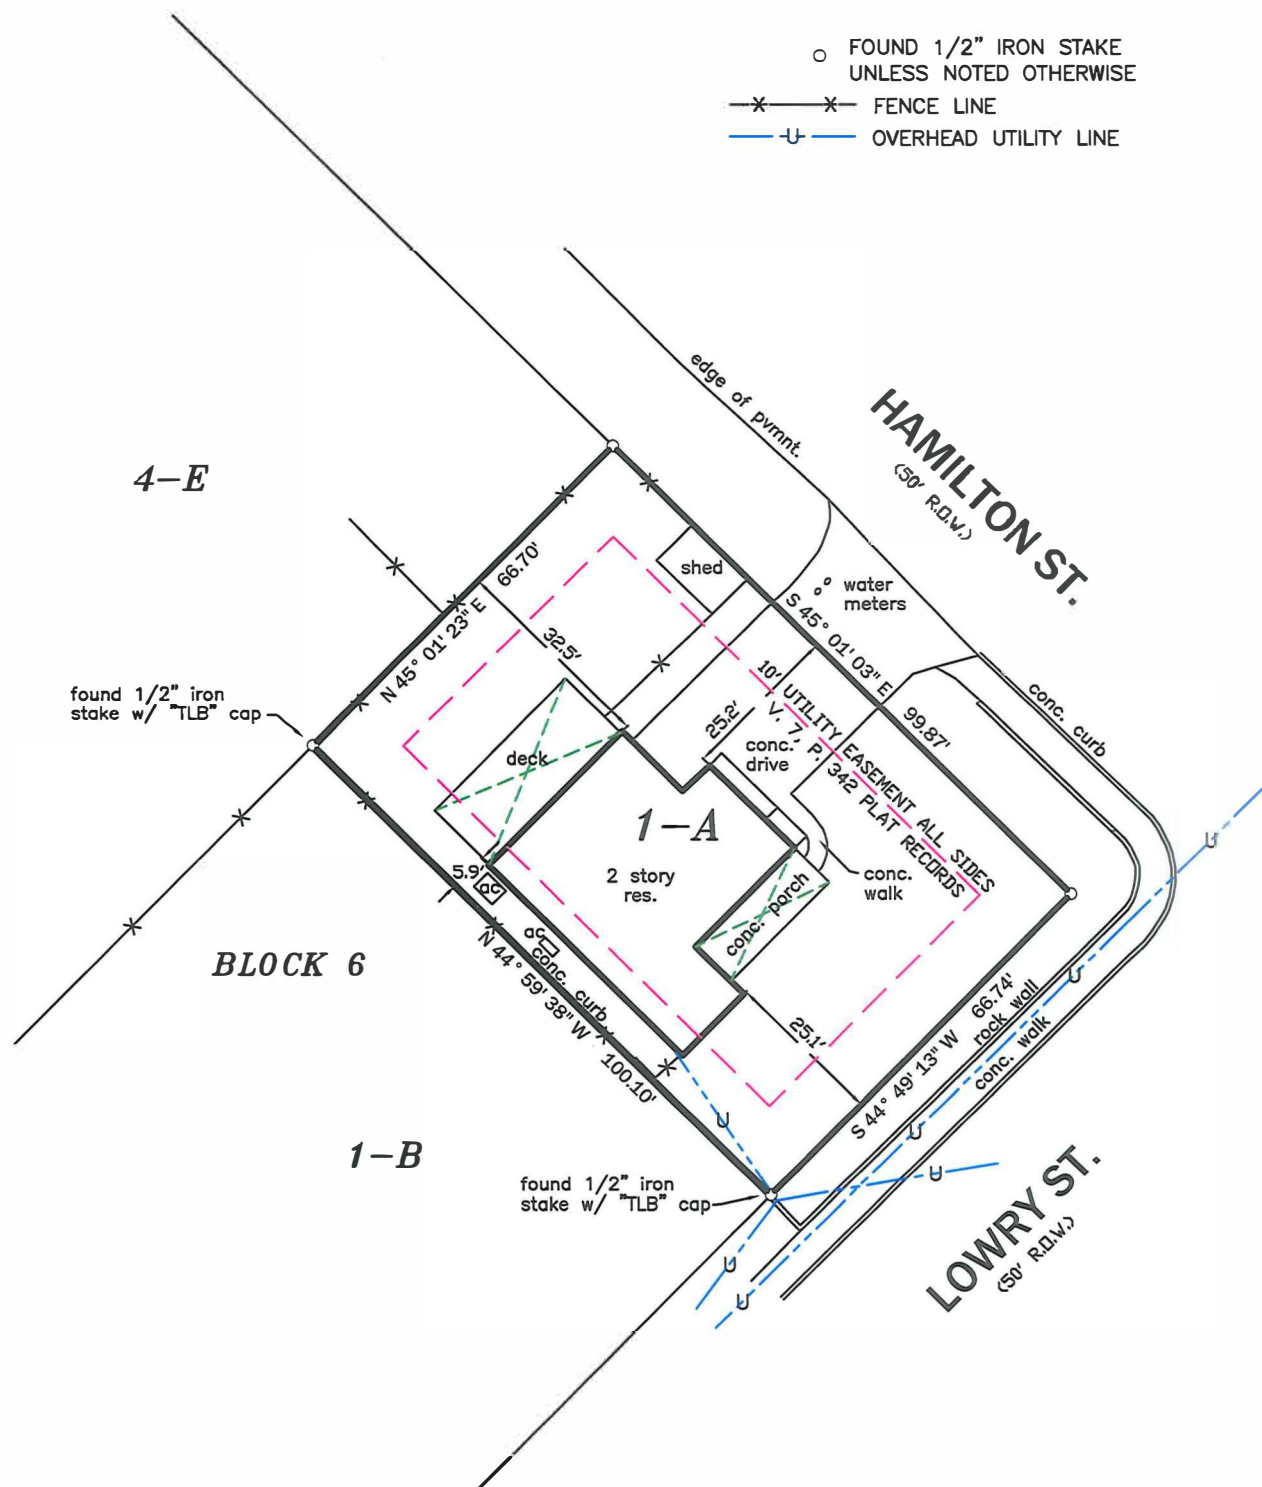 FOUND 1/2" IRON STAKE
UNLESS NOTED OTHERWISE
FENCE LINE
U
OVERHEAD UTILITY LINE
edge of pvmnt.
HAMILTON ST.
(50' R.O.W.)
4-E
shed
water
meters
66.70'
N 45° 01' 23" E
32.5'
S 45° 01' 03" E
99.87'
found 1/2" iron
stake w/ "TLB" cap
10' UTILITY EASEMENT ALL SIDES
V. 7, P. 342 PLAT RECORDS
25.2'
conc.
drive
conc. curb
deck
1-A
2 story
res.
conc.
walk
conc. porch
5.9'
ac
ac
conc. curb
N 44° 59' 38" W
100.10'
BLOCK 6
U
U
25.1'
S 44° 49' 13" W
66.74'
rock wall
conc. walk
U
U
1-B
found 1/2" iron
stake w/ "TLB" cap
U
U
U
LOWRY ST.
(50' R.O.W.)